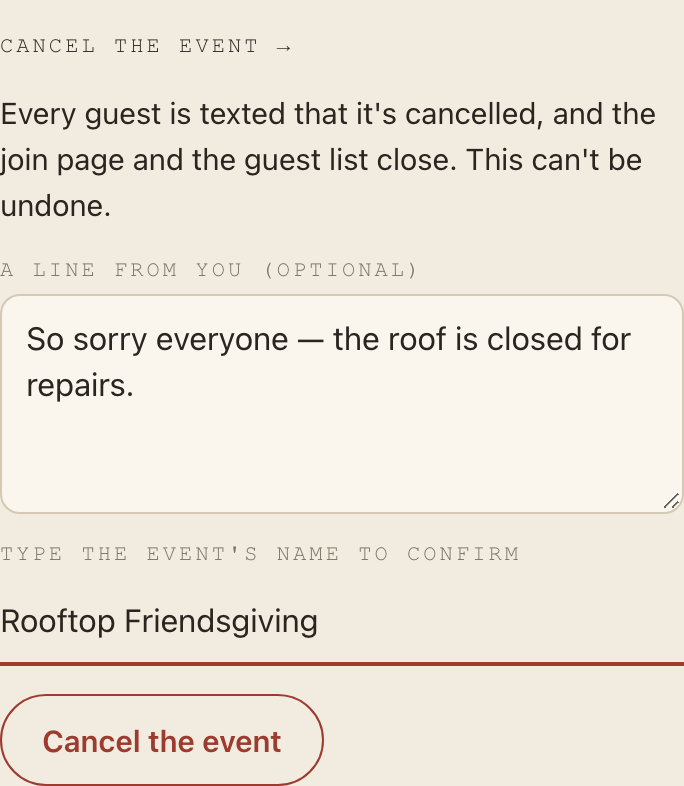 CANCEL THE EVENT →
Every guest is texted that it's cancelled, and the
join page and the guest list close. This can't be
undone.
A LINE FROM YOU (OPTIONAL)
So sorry everyone — the roof is closed for
repairs.
TYPE THE EVENT'S NAME TO CONFIRM
Rooftop Friendsgiving
Cancel the event